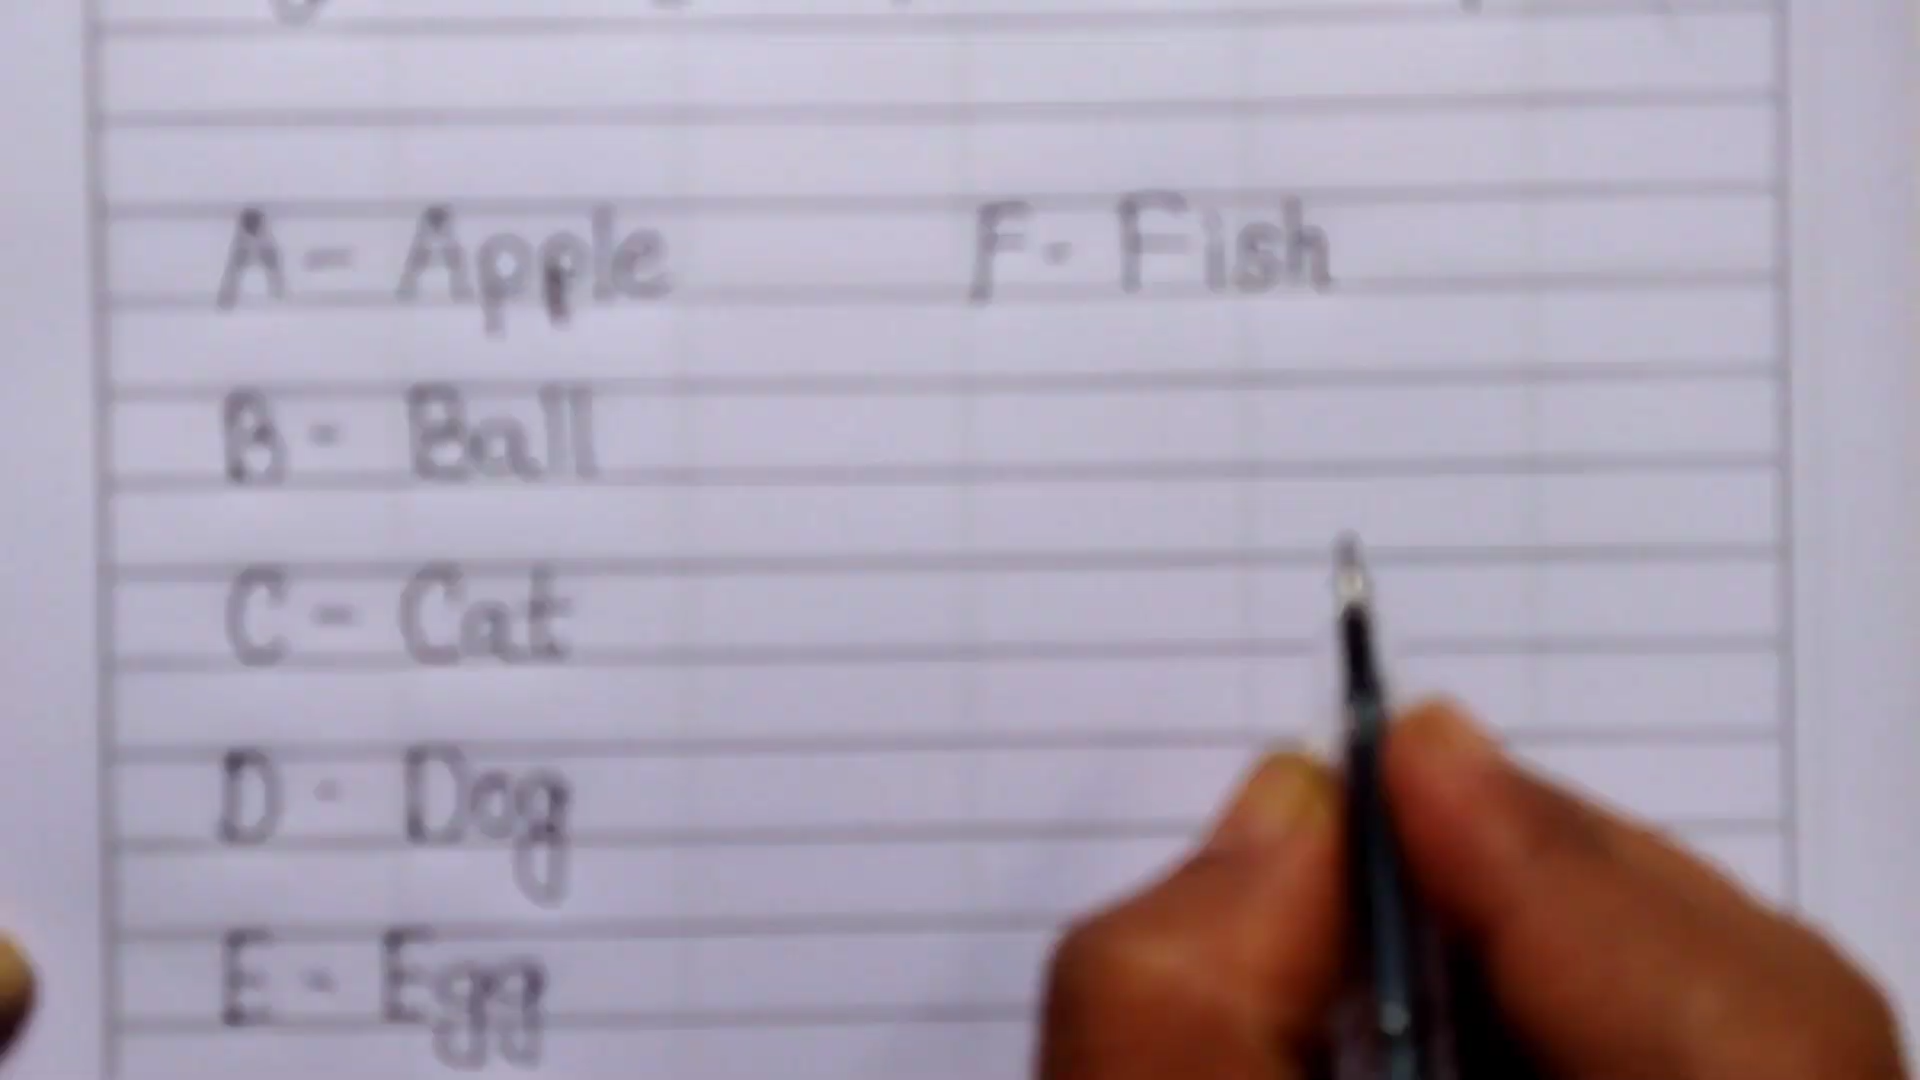 A - Apple
B - Ball
C - Cat
D - Dog
E - Egg
F - Fish